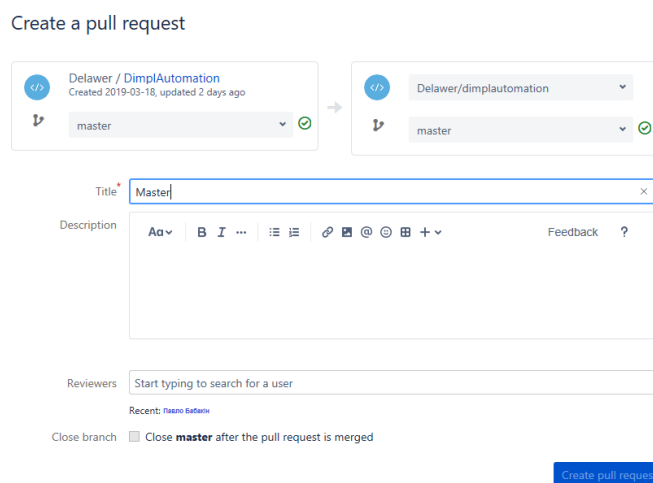 Create a pull request
Delawer / DimplAutomation
Created 2019-03-18, updated 2 days ago
master
Delawer/dimplautomation
master
Title*
Master
Description
Aa B I ... Feedback ?
Reviewers
Start typing to search for a user
Recent: Павло Бабакін
Close branch
Close master after the pull request is merged
Create pull reques